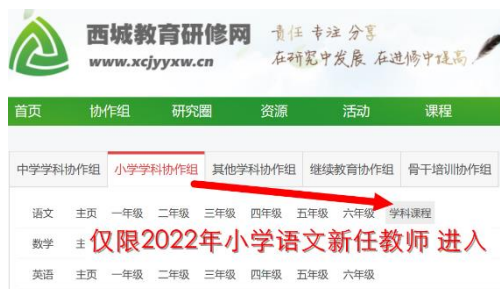 西城教育研修网 责任 专注 分享
www.xcjyyxw.cn 在研究中发展 在进修中提高
首页 协作组 研究圈 资源 活动 课程
中学学科协作组 小学学科协作组 其他学科协作组 继续教育协作组 骨干培训协作组
语文 主页 一年级 二年级 三年级 四年级 五年级 六年级 学科课程
数学 主
仅限2022年小学语文新任教师 进入
英语 主页 一年级 二年级 三年级 四年级 五年级 六年级